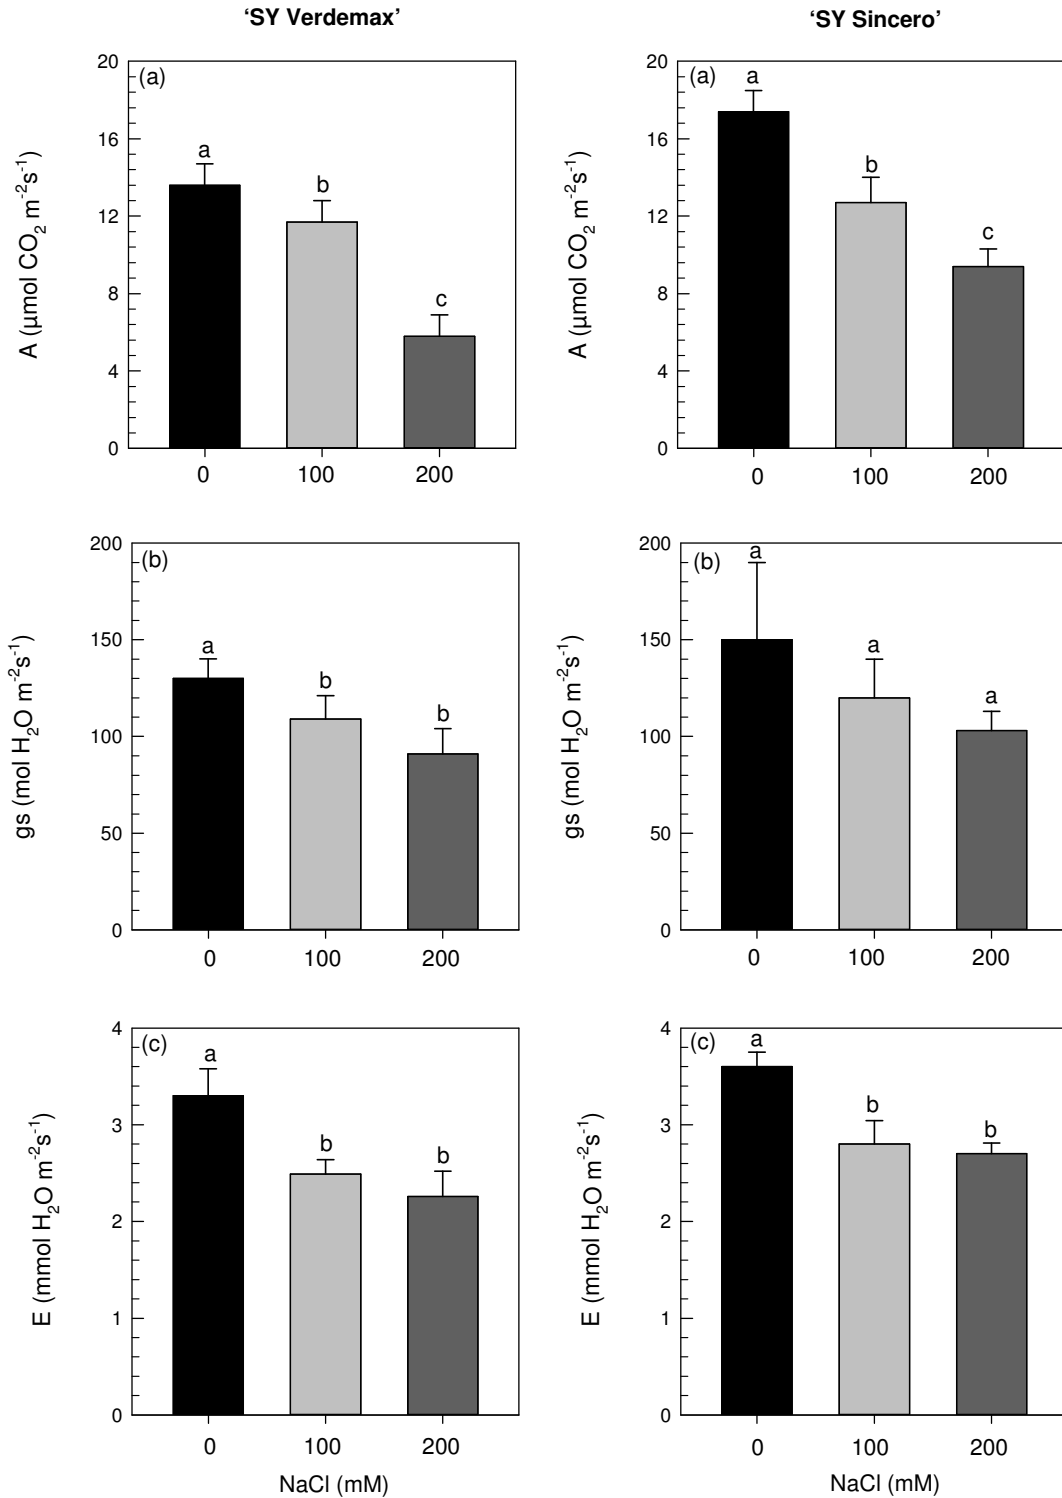 ‘SY Verdemax’
‘SY Sincero’
(a)
20
16
12
8
4
0
A (µmol CO₂ m⁻²s⁻¹)
a
b
c
0 100 200
(a)
20
16
12
8
4
0
A (µmol CO₂ m⁻²s⁻¹)
a
b
c
0 100 200
(b)
200
150
100
50
0
gs (mol H₂O m⁻²s⁻¹)
a
b
b
0 100 200
(b)
200
150
100
50
0
gs (mol H₂O m⁻²s⁻¹)
a
a
a
0 100 200
(c)
4
3
2
1
0
E (mmol H₂O m⁻²s⁻¹)
a
b
b
0 100 200
NaCl (mM)
(c)
4
3
2
1
0
E (mmol H₂O m⁻²s⁻¹)
a
b
b
0 100 200
NaCl (mM)